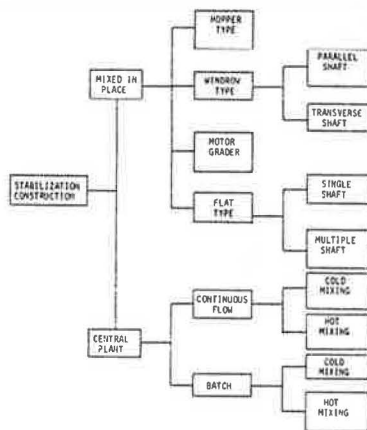 HOPPER
TYPE
MIXED IN
PLACE
WINDROW
TYPE
PARALLEL
SHAFT
TRANSVERSE
SHAFT
MOTOR
GRADER
STABILIZATION
CONSTRUCTION
FLAT
TYPE
SINGLE
SHAFT
MULTIPLE
SHAFT
CENTRAL
PLANT
CONTINUOUS
FLOW
COLD
MIXING
HOT
MIXING
BATCH
COLD
MIXING
HOT
MIXING